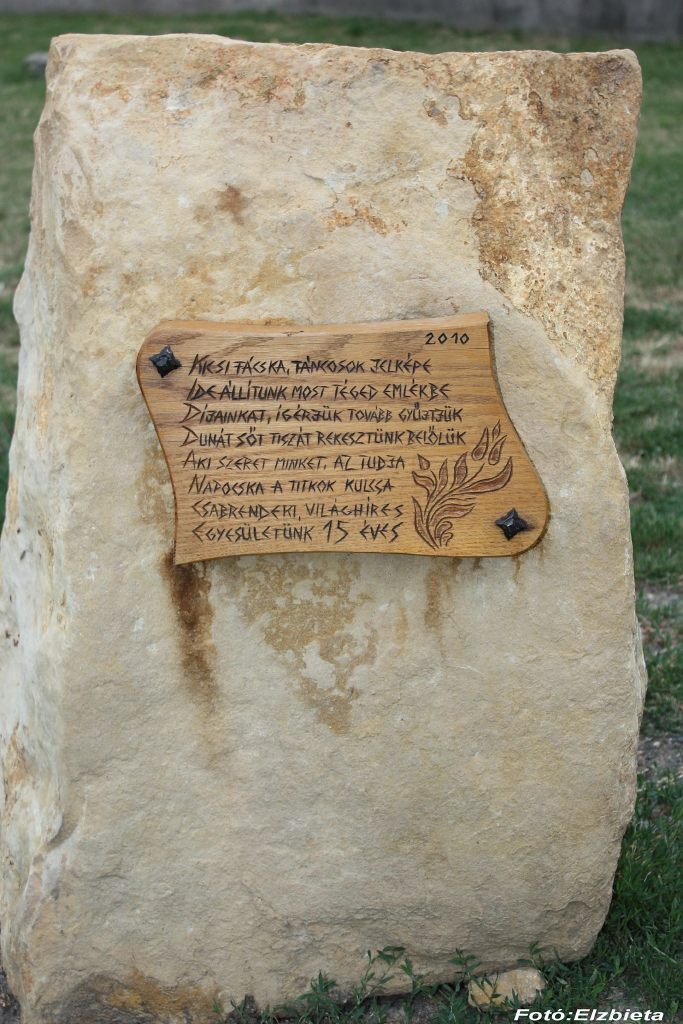 2010
KICSI TÁCSKA, TÁNCOSOK JELKÉPE
IDE ÁLLÍTUNK MOST TÉGED EMLÉKBE
DÍJAINKAT, ÍGÉRJÜK TOVÁBB GYŰJTJÜK
DUNÁT SŐT TISZÁT REKESZTÜNK BELŐLÜK
AKI SZERET MINKET, AZ TUDJA
NAPOCSKA A TITKOK KULCSA
CSABRENDEKI, VILÁGHÍRES
EGYESÜLETÜNK 15 ÉVES
Fotó:Elzbieta